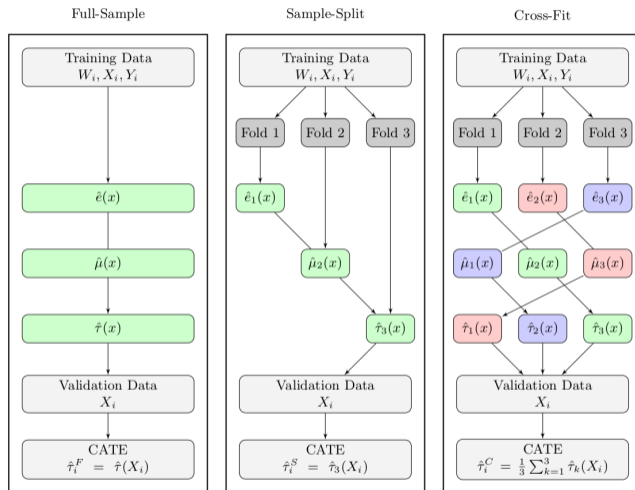 Full-Sample
Training Data
W_i, X_i, Y_i
ê(x)
μ̂(x)
τ̂(x)
Validation Data
X_i
CATE
τ̂_i^F = τ̂(X_i)
Sample-Split
Training Data
W_i, X_i, Y_i
Fold 1 Fold 2 Fold 3
ê_1(x)
μ̂_2(x)
τ̂_3(x)
Validation Data
X_i
CATE
τ̂_i^S = τ̂_3(X_i)
Cross-Fit
Training Data
W_i, X_i, Y_i
Fold 1 Fold 2 Fold 3
ê_1(x) ê_2(x) ê_3(x)
μ̂_1(x) μ̂_2(x) μ̂_3(x)
τ̂_1(x) τ̂_2(x) τ̂_3(x)
Validation Data
X_i
CATE
τ̂_i^C = 1/3 ∑_{k=1}^3 τ̂_k(X_i)